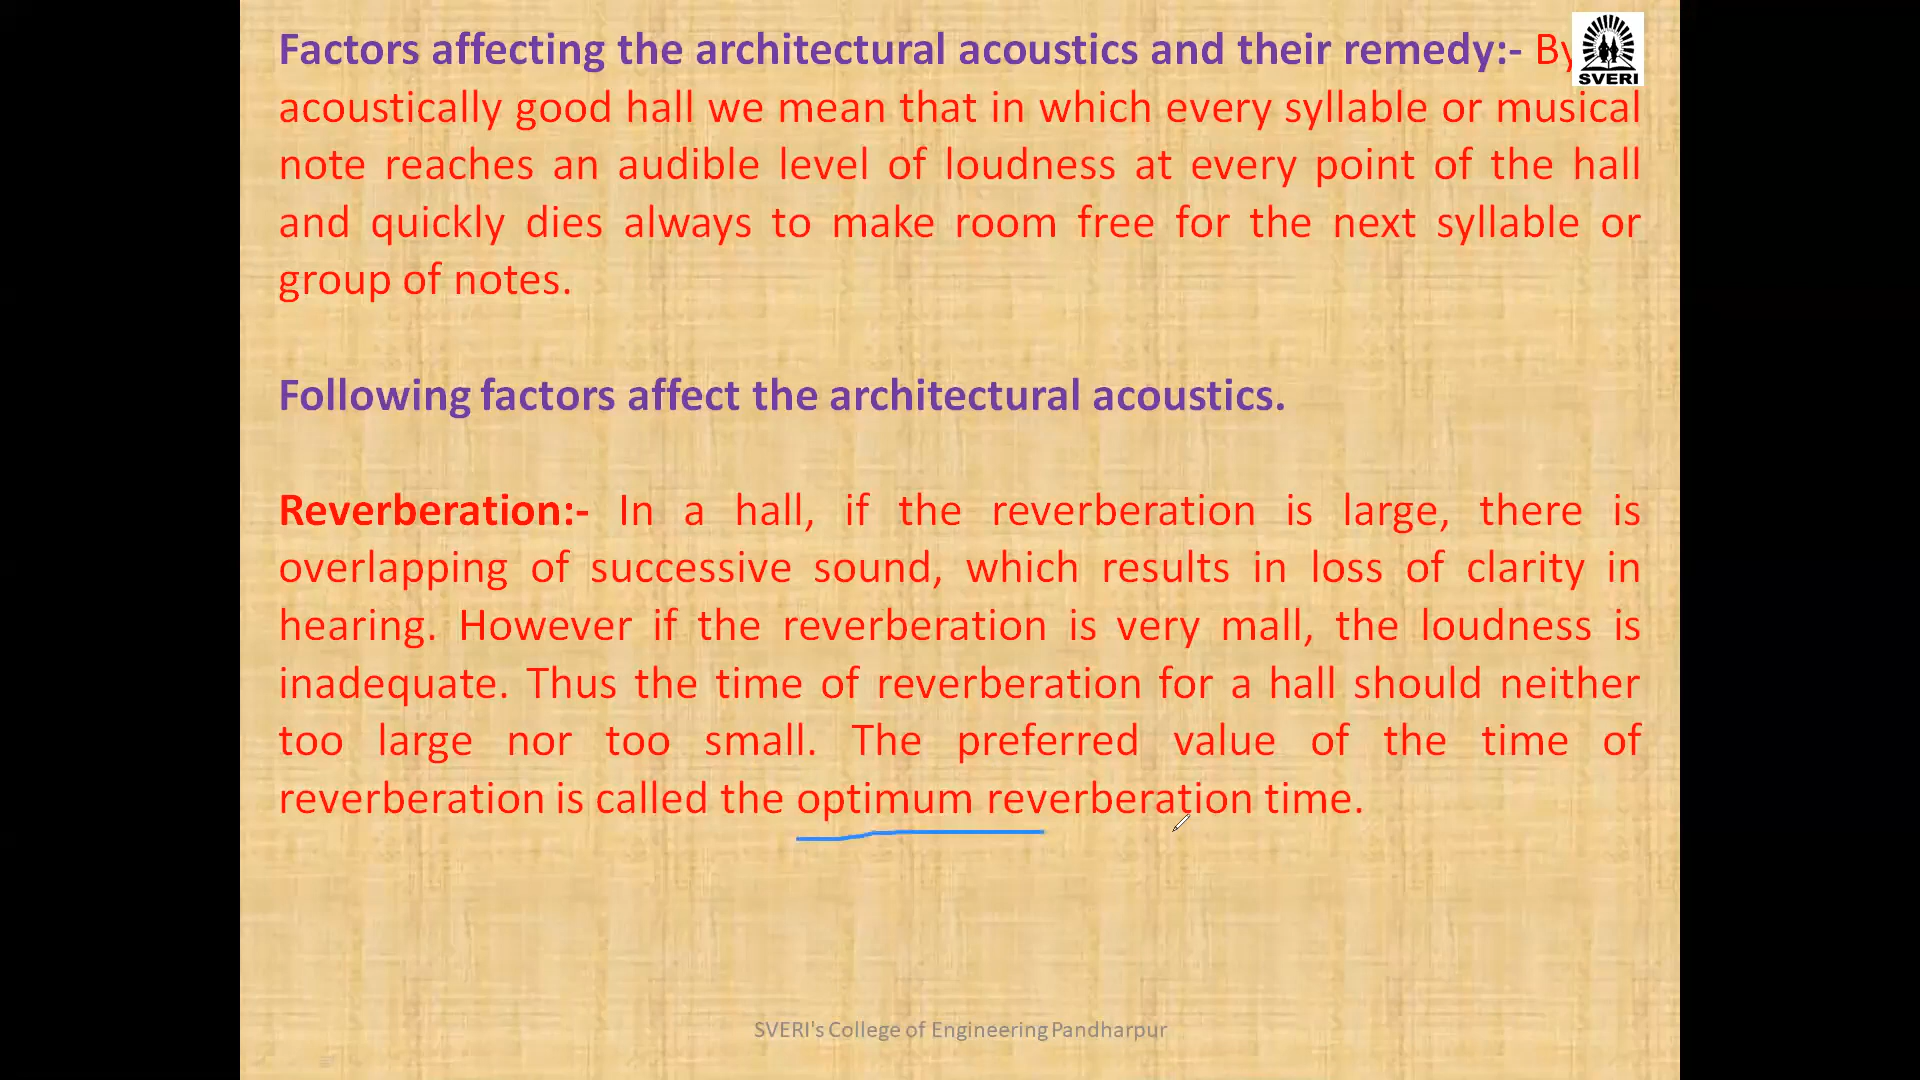 Factors affecting the architectural acoustics and their remedy:- By
SVERI
acoustically good hall we mean that in which every syllable or musical
note reaches an audible level of loudness at every point of the hall
and quickly dies always to make room free for the next syllable or
group of notes.
Following factors affect the architectural acoustics.
Reverberation:- In a hall, if the reverberation is large, there is
overlapping of successive sound, which results in loss of clarity in
hearing. However if the reverberation is very mall, the loudness is
inadequate. Thus the time of reverberation for a hall should neither
too large nor too small. The preferred value of the time of
reverberation is called the optimum reverberation time.
SVERI's College of Engineering Pandharpur